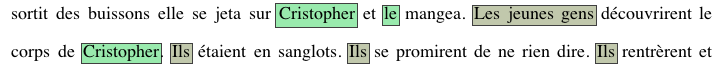 sortit des buissons elle se jeta sur Cristopher et le mangea. Les jeunes gens découvrirent le
corps de Cristopher. Ils étaient en sanglots. Ils se promirent de ne rien dire. Ils rentrèrent et